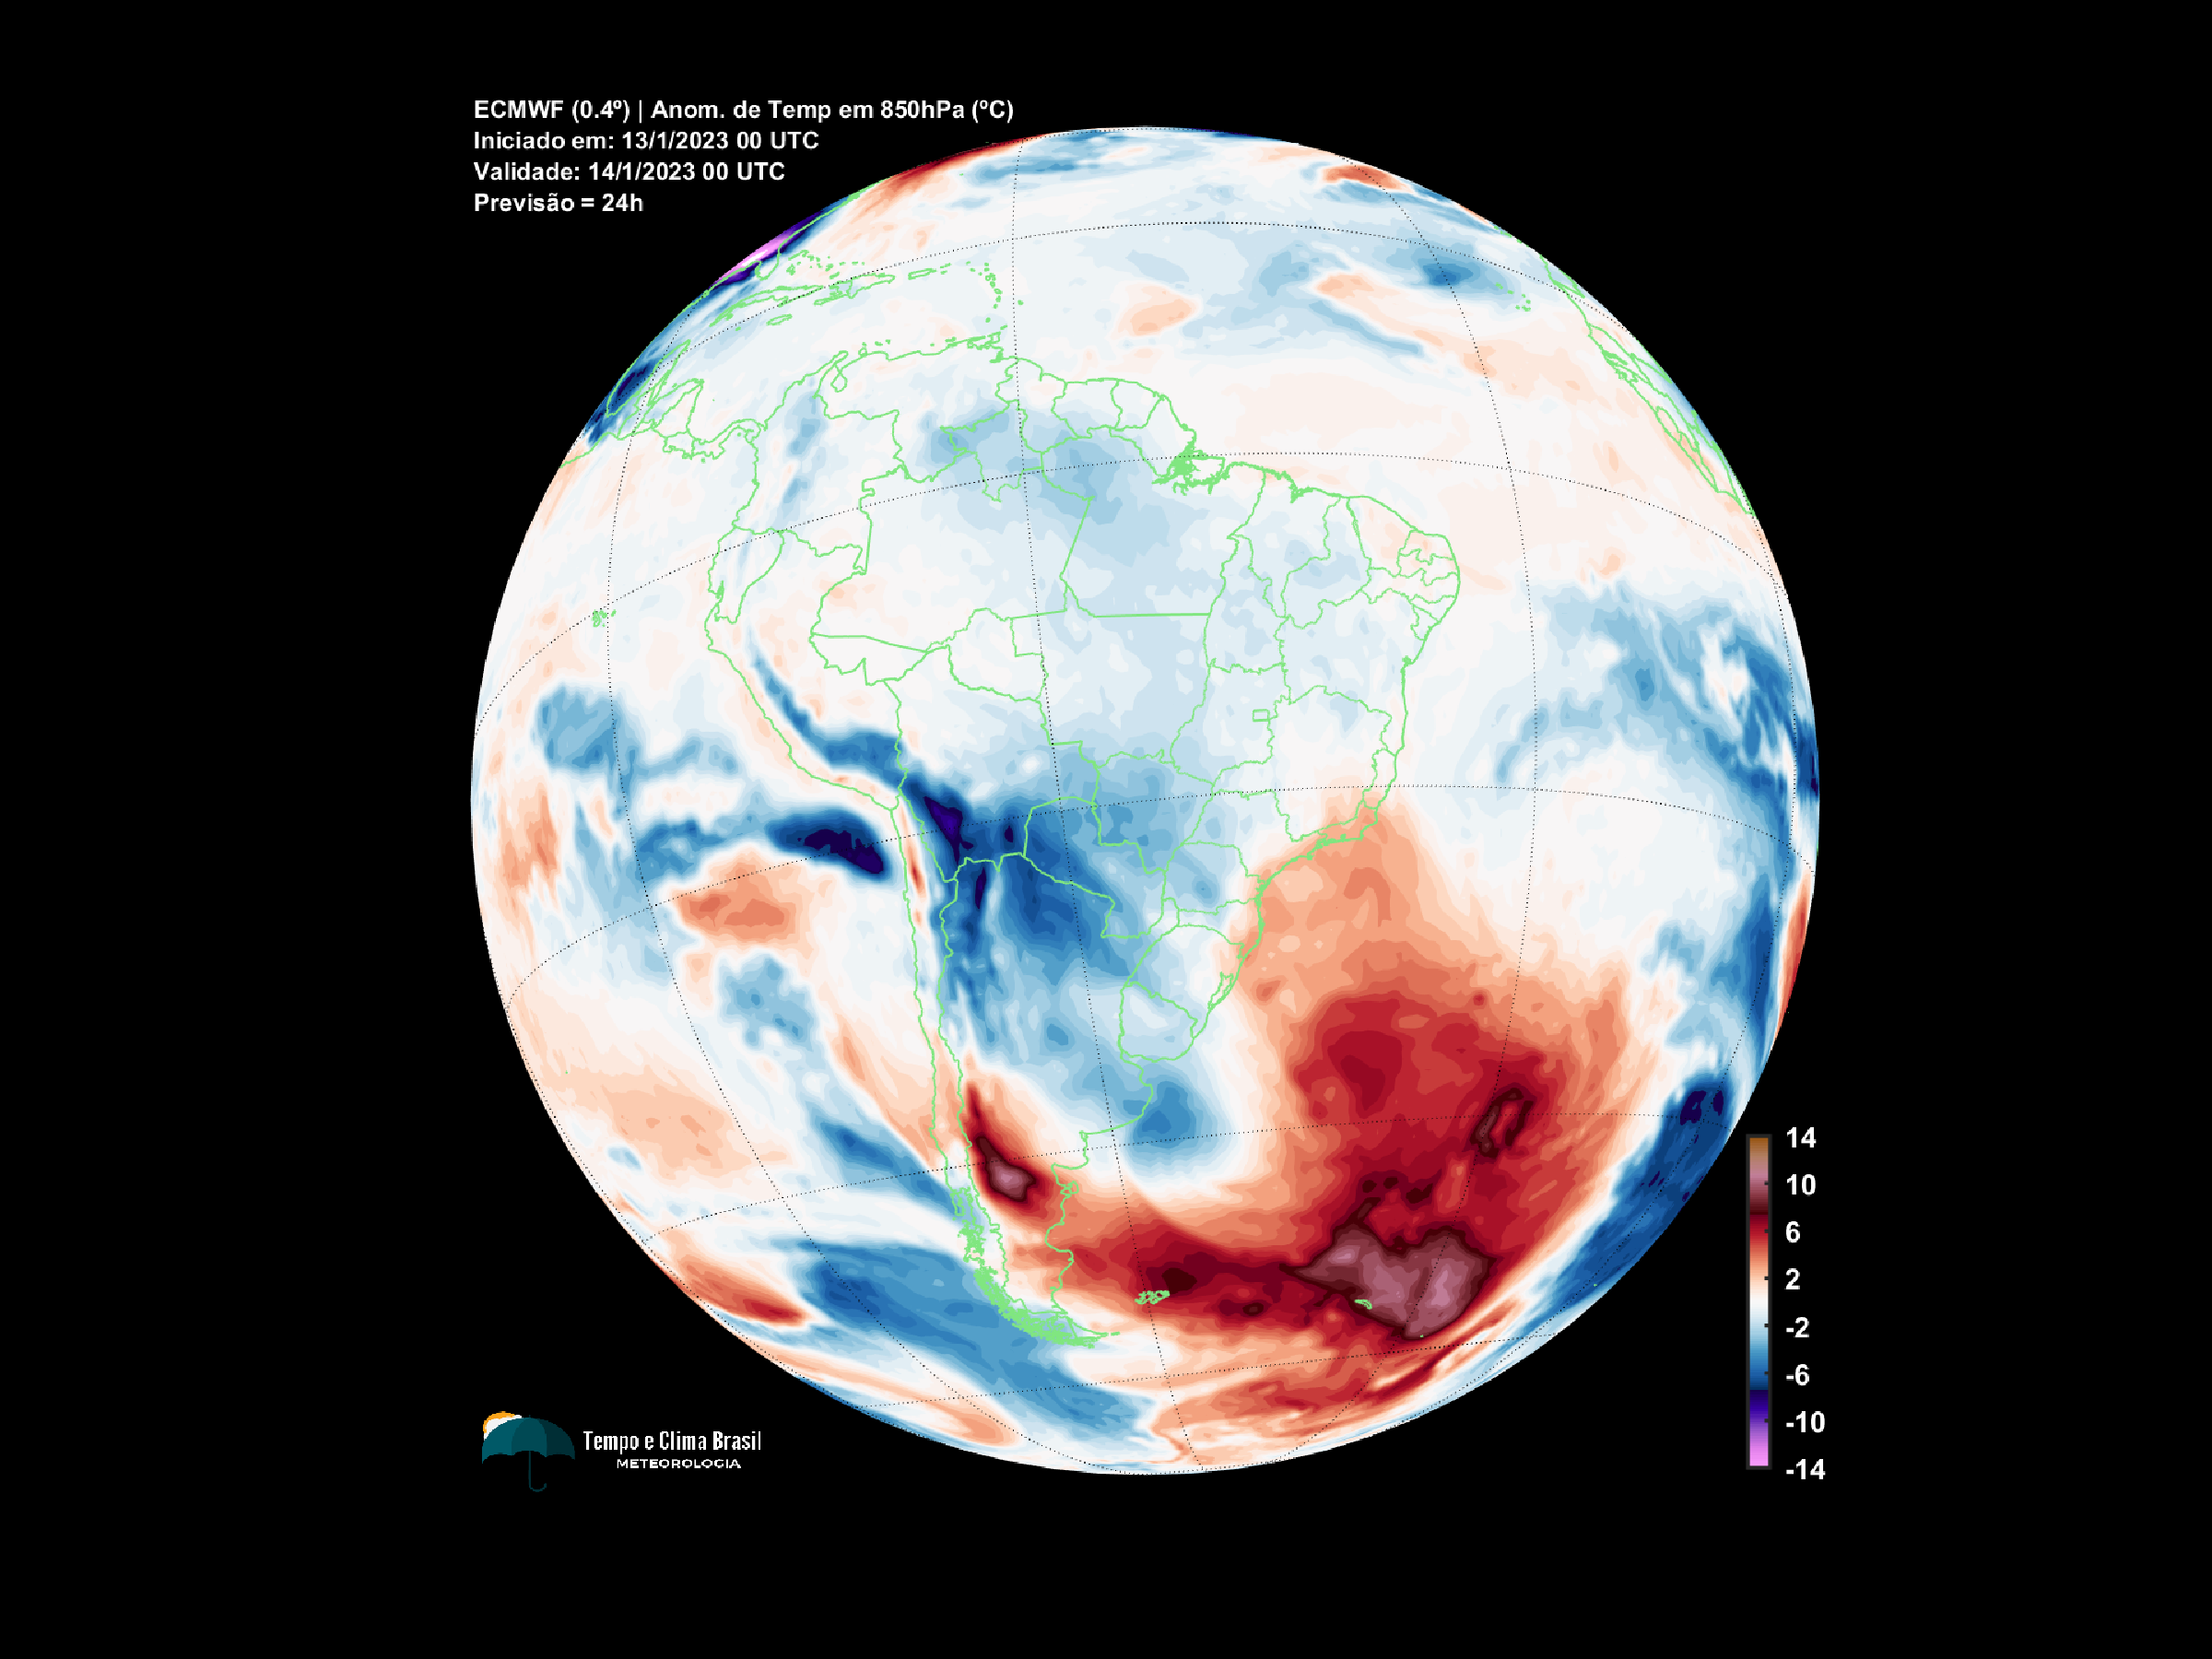 ECMWF (0.4º) | Anom. de Temp em 850hPa (ºC)
Iniciado em: 13/1/2023 00 UTC
Validade: 14/1/2023 00 UTC
Previsão = 24h
14
10
6
2
-2
-6
-10
-14
Tempo e Clima Brasil
METEOROLOGIA